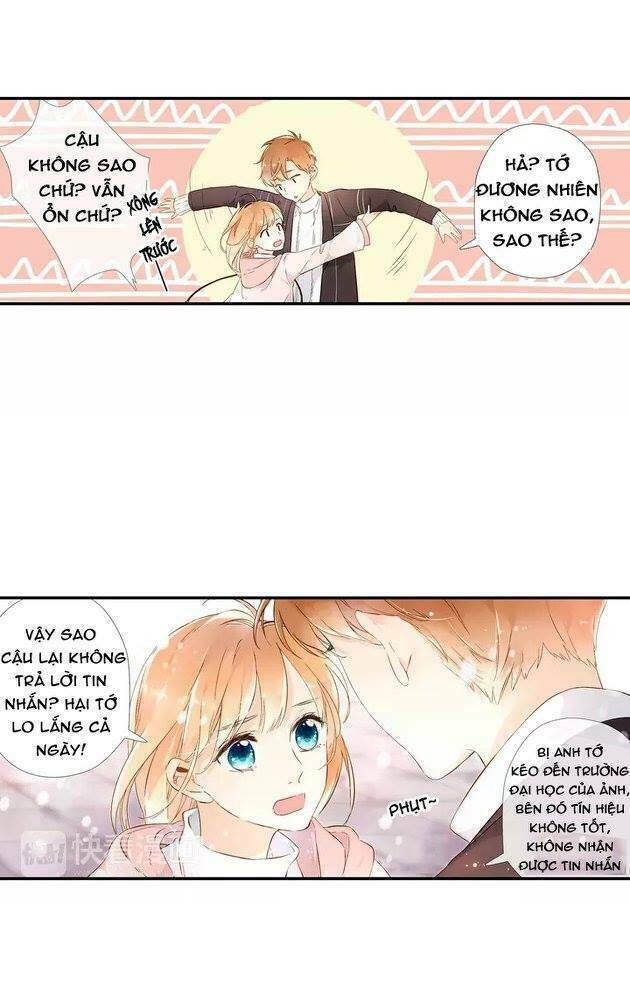 CẬU
KHÔNG SAO
CHỨ? VẪN
ỔN CHỨ?
XÔNG
LÊN
TRƯỚC
HẢ? TỚ
ĐƯƠNG NHIÊN
KHÔNG SAO,
SAO THẾ?
VẬY SAO
CẬU LẠI KHÔNG
TRẢ LỜI TIN
NHẮN? HẠI TỚ
LO LẮNG CẢ
NGÀY!
PHỤT~
BỊ ANH TỚ
KÉO ĐẾN TRƯỜNG
ĐẠI HỌC CỦA ẢNH,
BÊN ĐÓ TÍN HIỆU
KHÔNG TỐT,
KHÔNG NHẬN
ĐƯỢC TIN NHẮN
快看漫画